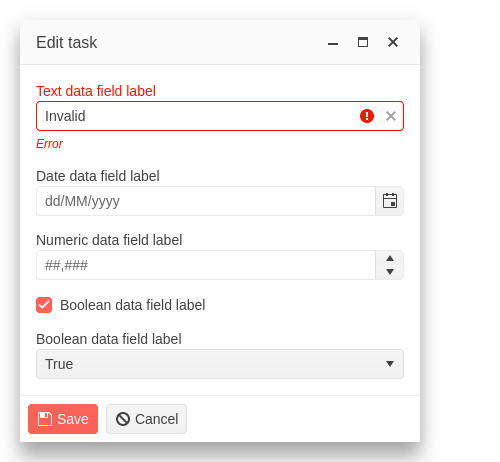 Edit task
Text data field label
Invalid
Error
Date data field label
dd/MM/yyyy
Numeric data field label
##,###
Boolean data field label
Boolean data field label
True
Save Cancel